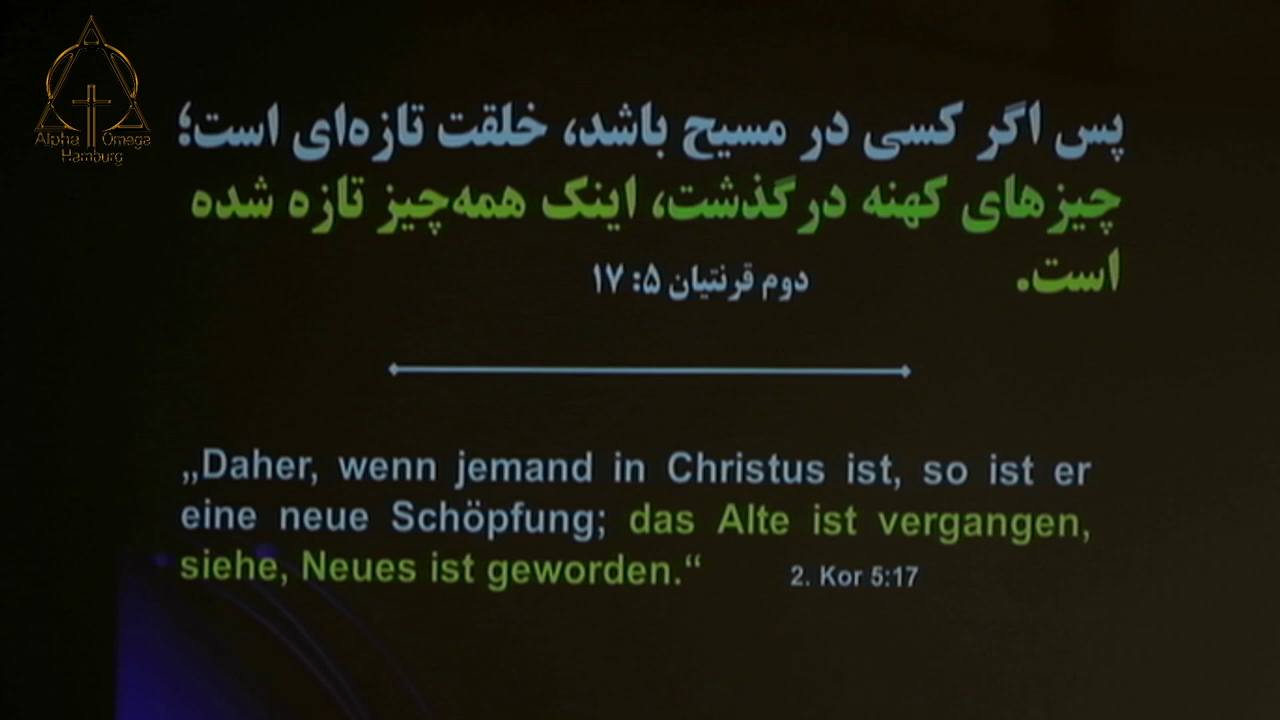 Alpha Omega
Hamburg
پس اگر کسی در مسیح باشد، خلقت تازه‌ای است؛
چیزهای کهنه درگذشت، اینک همه‌چیز تازه شده
است.
دوم قرنتیان ۵: ۱۷
„Daher, wenn jemand in Christus ist, so ist er
eine neue Schöpfung; das Alte ist vergangen,
siehe, Neues ist geworden.“ 2. Kor 5:17